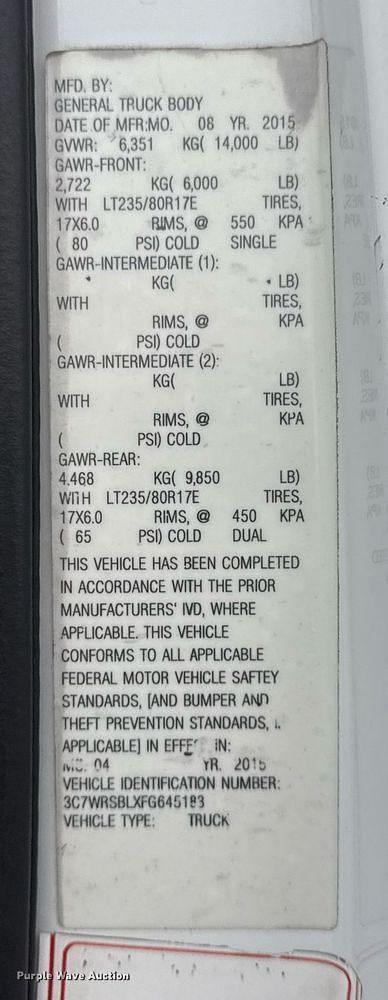 MFD. BY:
GENERAL TRUCK BODY
DATE OF MFR:MO. 08 YR. 2015
GVWR: 6,351 KG( 14,000 LB)
GAWR-FRONT:
2,722 KG( 6,000 LB)
WITH LT235/80R17E TIRES,
17X6.0 RIMS, @ 550 KPA
( 80 PSI) COLD SINGLE
GAWR-INTERMEDIATE (1):
KG( LB)
WITH TIRES,
RIMS, @ KPA
( PSI) COLD
GAWR-INTERMEDIATE (2):
KG( LB)
WITH TIRES,
RIMS, @ KPA
( PSI) COLD
GAWR-REAR:
4.468 KG( 9,850 LB)
WITH LT235/80R17E TIRES,
17X6.0 RIMS, @ 450 KPA
( 65 PSI) COLD DUAL
THIS VEHICLE HAS BEEN COMPLETED
IN ACCORDANCE WITH THE PRIOR
MANUFACTURERS' IVD, WHERE
APPLICABLE. THIS VEHICLE
CONFORMS TO ALL APPLICABLE
FEDERAL MOTOR VEHICLE SAFTEY
STANDARDS, [AND BUMPER AND
THEFT PREVENTION STANDARDS,
APPLICABLE] IN EFFECT IN:
MO. 04 YR. 2015
VEHICLE IDENTIFICATION NUMBER:
3C7WRSBLXFG645183
VEHICLE TYPE: TRUCK
Purple Wave Auction